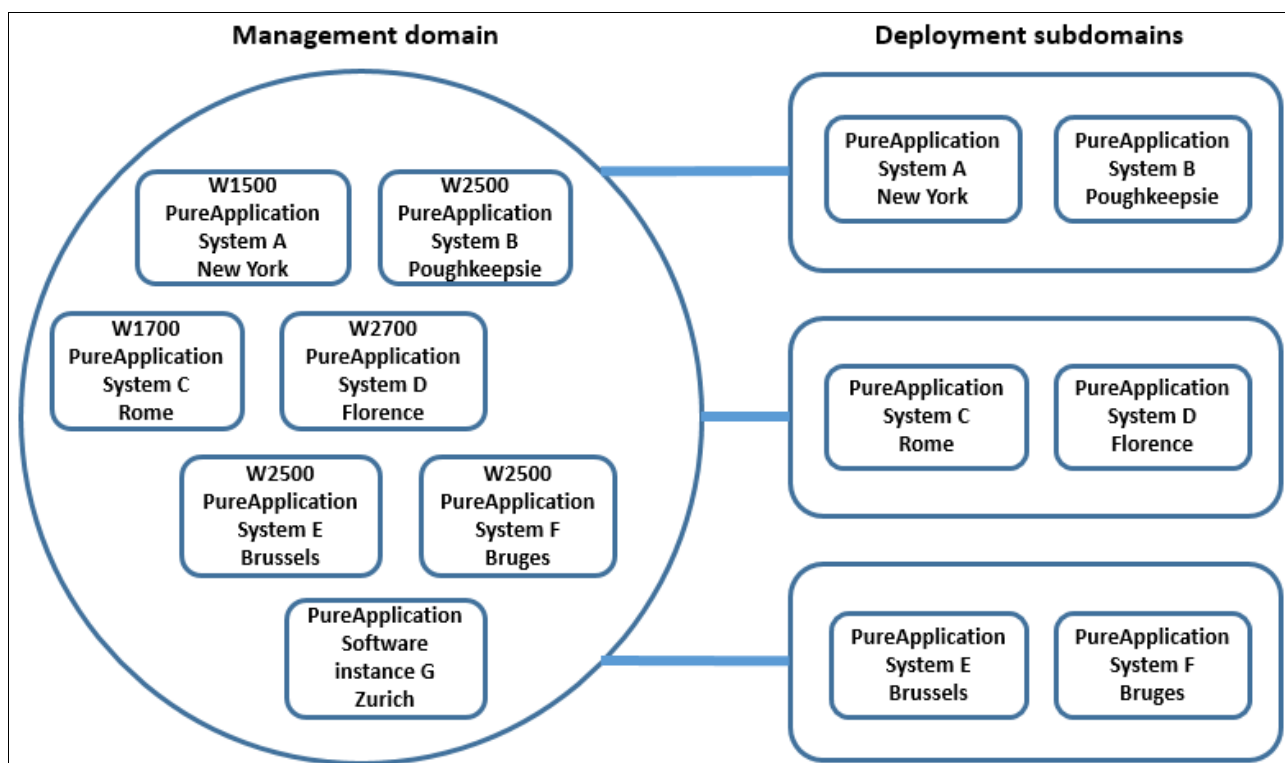 Management domain
Deployment subdomains
W1500
PureApplication
System A
New York
W2500
PureApplication
System B
Poughkeepsie
W1700
PureApplication
System C
Rome
W2700
PureApplication
System D
Florence
W2500
PureApplication
System E
Brussels
W2500
PureApplication
System F
Bruges
PureApplication
Software
instance G
Zurich
PureApplication
System A
New York
PureApplication
System B
Poughkeepsie
PureApplication
System C
Rome
PureApplication
System D
Florence
PureApplication
System E
Brussels
PureApplication
System F
Bruges